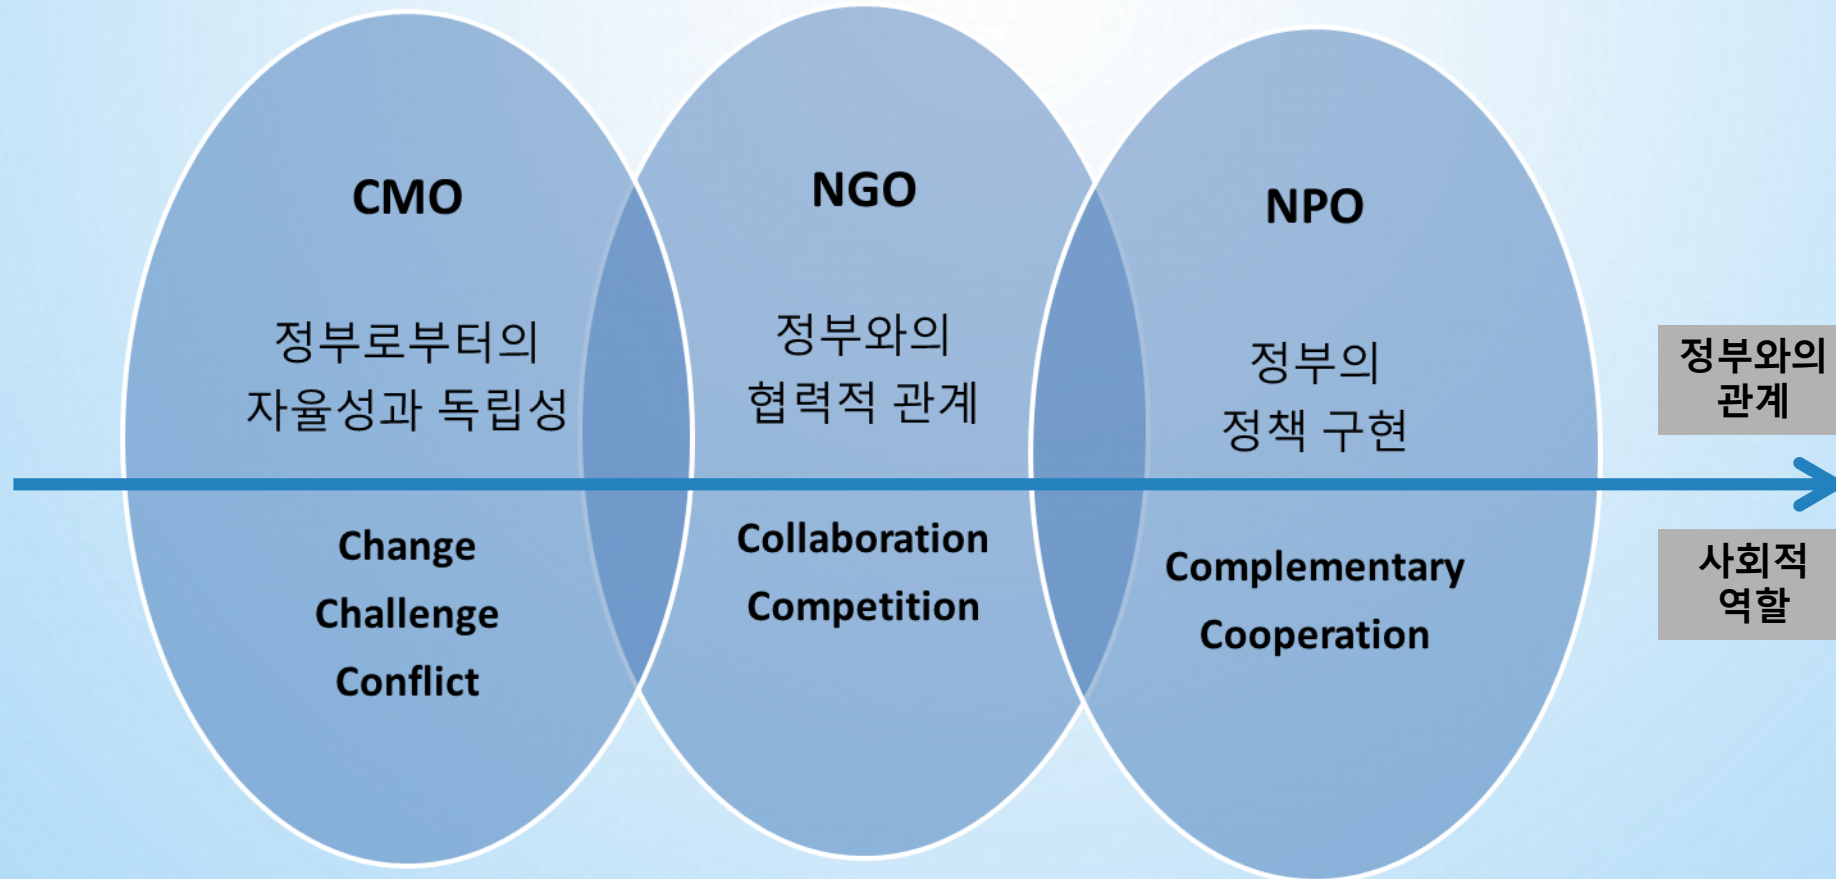 CMO
정부로부터의
자율성과 독립성
Change
Challenge
Conflict
NGO
정부와의
협력적 관계
Collaboration
Competition
NPO
정부의
정책 구현
Complementary
Cooperation
정부와의
관계
사회적
역할